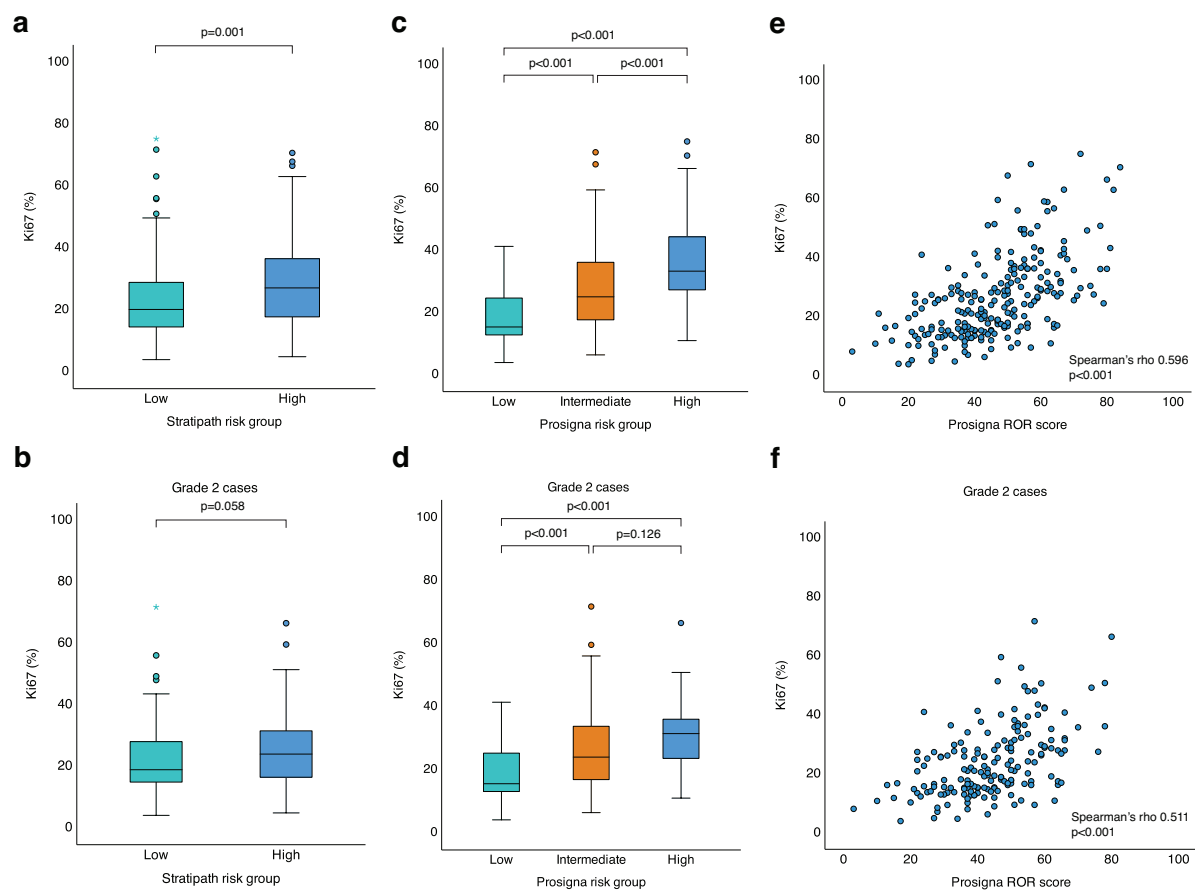 a
p=0.001
100
80
60
40
20
0
Ki67 (%)
Low
High
Stratipath risk group
c
p<0.001
p<0.001
p<0.001
100
80
60
40
20
0
Ki67 (%)
Low
Intermediate
High
Prosigna risk group
e
100
80
60
40
20
0
Ki67 (%)
Spearman's rho 0.596
p<0.001
0
20
40
60
80
100
Prosigna ROR score
b
Grade 2 cases
p=0.058
100
80
60
40
20
0
Ki67 (%)
Low
High
Stratipath risk group
d
Grade 2 cases
p<0.001
p<0.001
p=0.126
100
80
60
40
20
0
Ki67 (%)
Low
Intermediate
High
Prosigna risk group
f
Grade 2 cases
100
80
60
40
20
0
Ki67 (%)
Spearman's rho 0.511
p<0.001
0
20
40
60
80
100
Prosigna ROR score